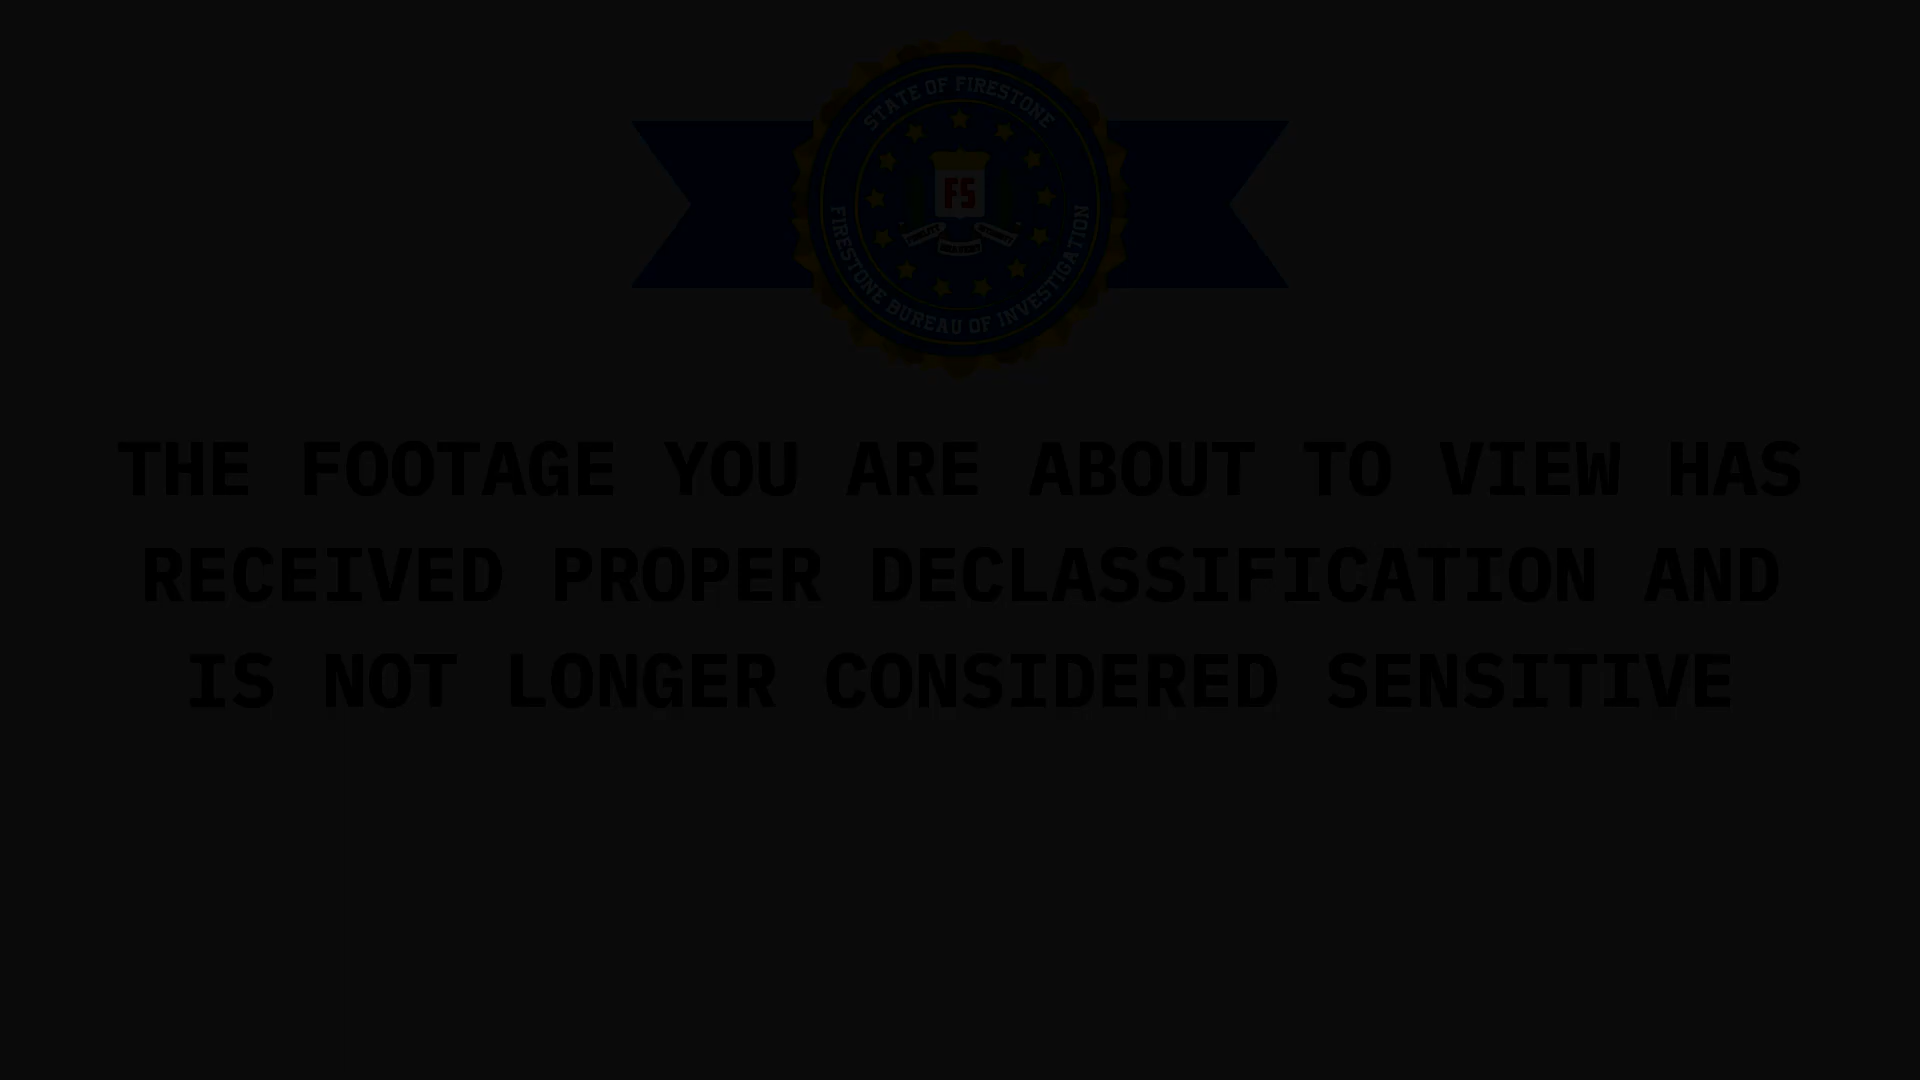 STATE OF FIRESTONE
FS
FIRESTONE BUREAU OF INVESTIGATION
THE FOOTAGE YOU ARE ABOUT TO VIEW HAS
RECEIVED PROPER DECLASSIFICATION AND
IS NOT LONGER CONSIDERED SENSITIVE